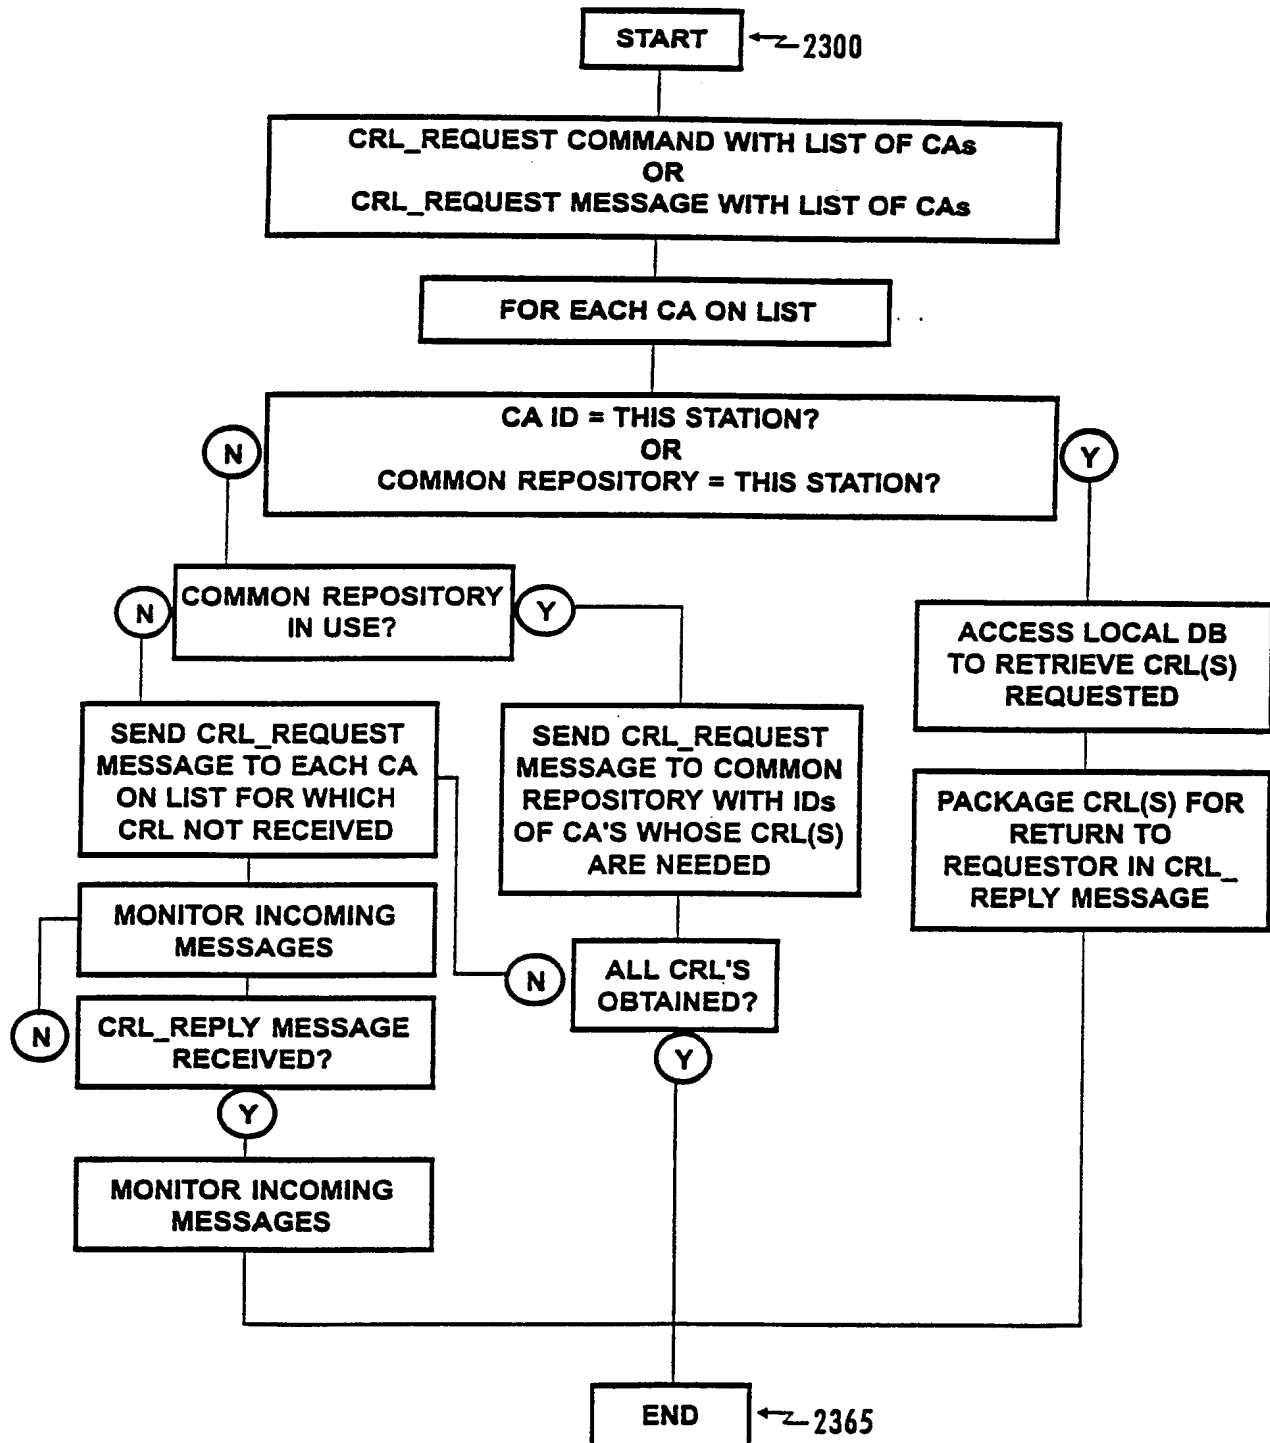 START
2300
CRL_REQUEST COMMAND WITH LIST OF CAs
OR
CRL_REQUEST MESSAGE WITH LIST OF CAs
FOR EACH CA ON LIST
CA ID = THIS STATION?
OR
COMMON REPOSITORY = THIS STATION?
N
Y
COMMON REPOSITORY
IN USE?
N
Y
ACCESS LOCAL DB
TO RETRIEVE CRL(S)
REQUESTED
SEND CRL_REQUEST
MESSAGE TO EACH CA
ON LIST FOR WHICH
CRL NOT RECEIVED
SEND CRL_REQUEST
MESSAGE TO COMMON
REPOSITORY WITH IDs
OF CA'S WHOSE CRL(S)
ARE NEEDED
PACKAGE CRL(S) FOR
RETURN TO
REQUESTOR IN CRL_
REPLY MESSAGE
MONITOR INCOMING
MESSAGES
N
ALL CRL'S
OBTAINED?
N
CRL_REPLY MESSAGE
RECEIVED?
Y
Y
MONITOR INCOMING
MESSAGES
END
2365